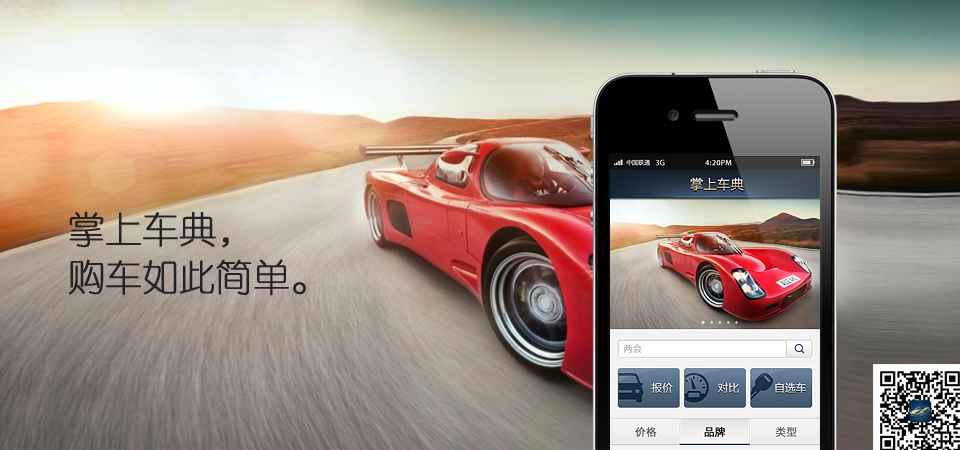 掌上车典，
购车如此简单。
中国联通 3G 4:20PM
掌上车典
两会
报价 对比 自选车
价格 品牌 类型